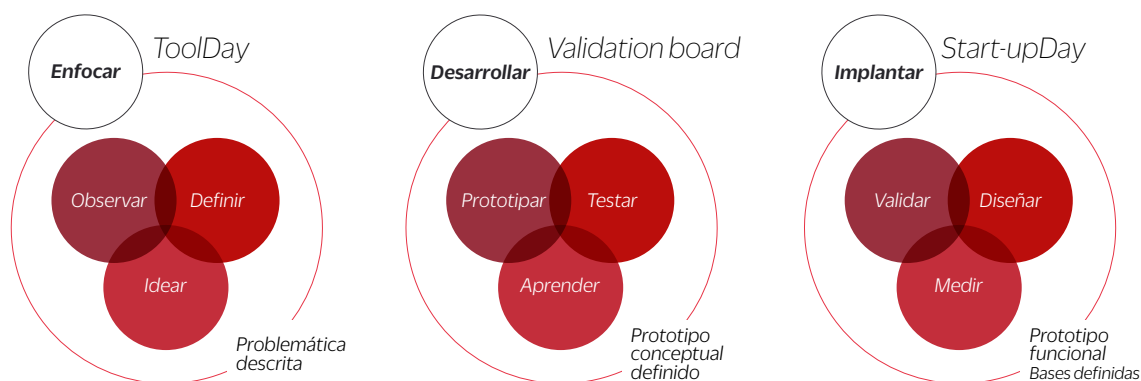 ToolDay
Enfocar
Observar
Definir
Idear
Problemática
descrita
Validation board
Desarrollar
Prototipar
Testar
Aprender
Prototipo
conceptual
definido
Start-upDay
Implantar
Validar
Diseñar
Medir
Prototipo
funcional
Bases definidas